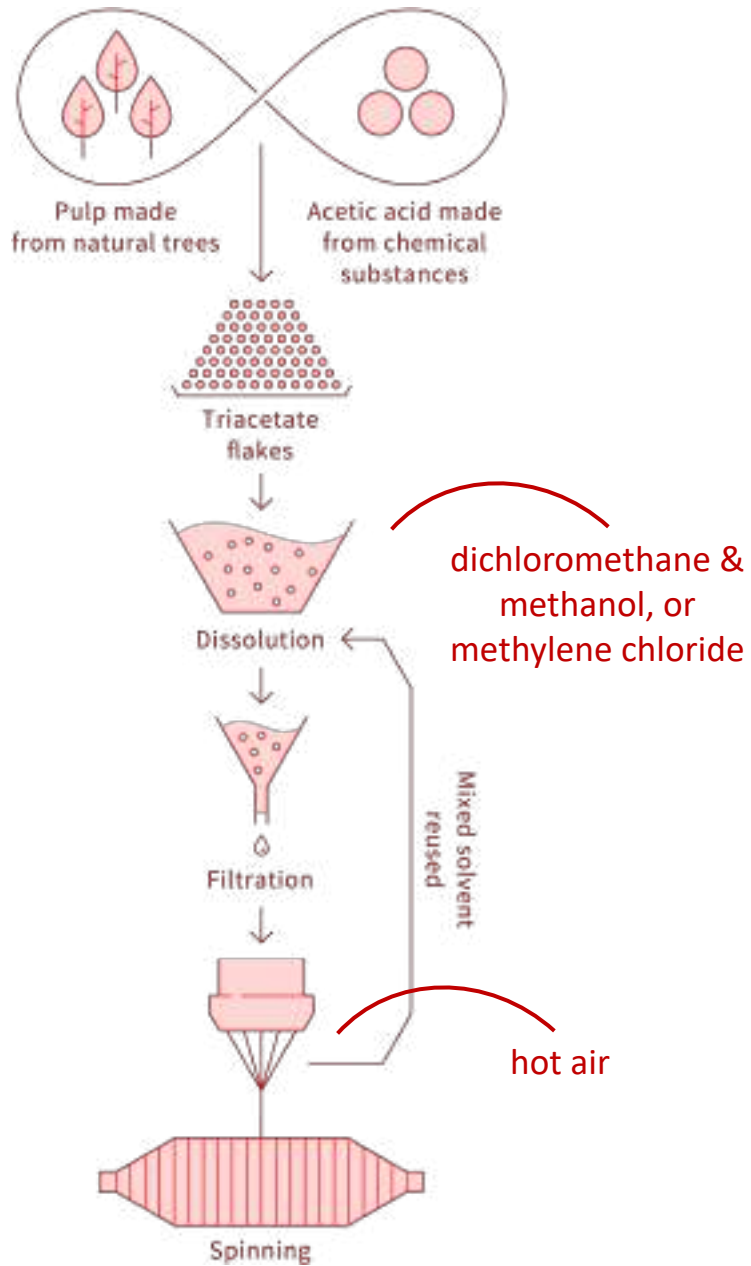 Pulp made
from natural trees
Acetic acid made
from chemical
substances
Triacetate
flakes
dichloromethane &
methanol, or
methylene chloride
Dissolution
Mixed solvent
reused
Filtration
hot air
Spinning